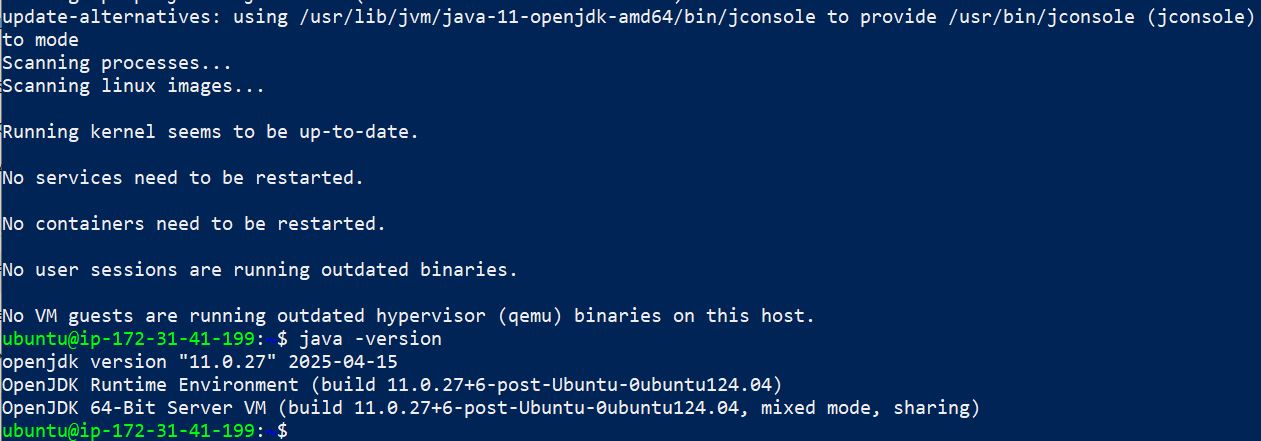 update-alternatives: using /usr/lib/jvm/java-11-openjdk-amd64/bin/jconsole to provide /usr/bin/jconsole (jconsole)
to mode
Scanning processes...
Scanning linux images...
Running kernel seems to be up-to-date.
No services need to be restarted.
No containers need to be restarted.
No user sessions are running outdated binaries.
No VM guests are running outdated hypervisor (qemu) binaries on this host.
ubuntu@ip-172-31-41-199:~$ java -version
openjdk version "11.0.27" 2025-04-15
OpenJDK Runtime Environment (build 11.0.27+6-post-Ubuntu-0ubuntu124.04)
OpenJDK 64-Bit Server VM (build 11.0.27+6-post-Ubuntu-0ubuntu124.04, mixed mode, sharing)
ubuntu@ip-172-31-41-199:~$